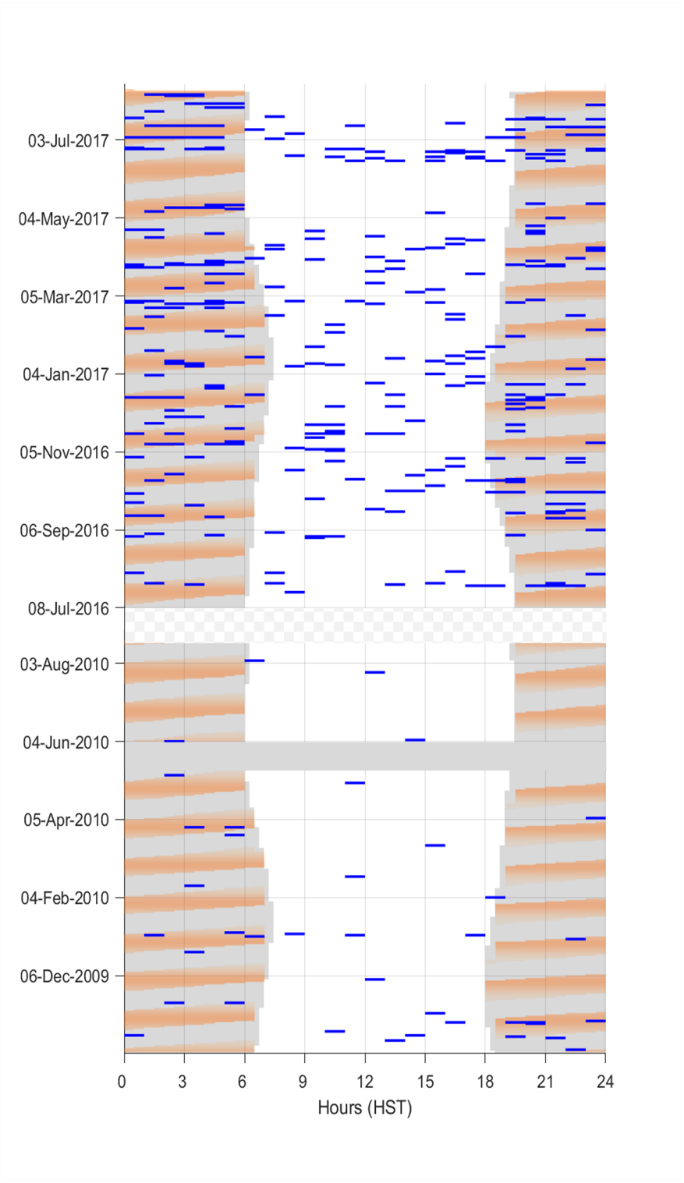 03-Jul-2017
04-May-2017
05-Mar-2017
04-Jan-2017
05-Nov-2016
06-Sep-2016
08-Jul-2016
03-Aug-2010
04-Jun-2010
05-Apr-2010
04-Feb-2010
06-Dec-2009
0 3 6 9 12 15 18 21 24
Hours (HST)